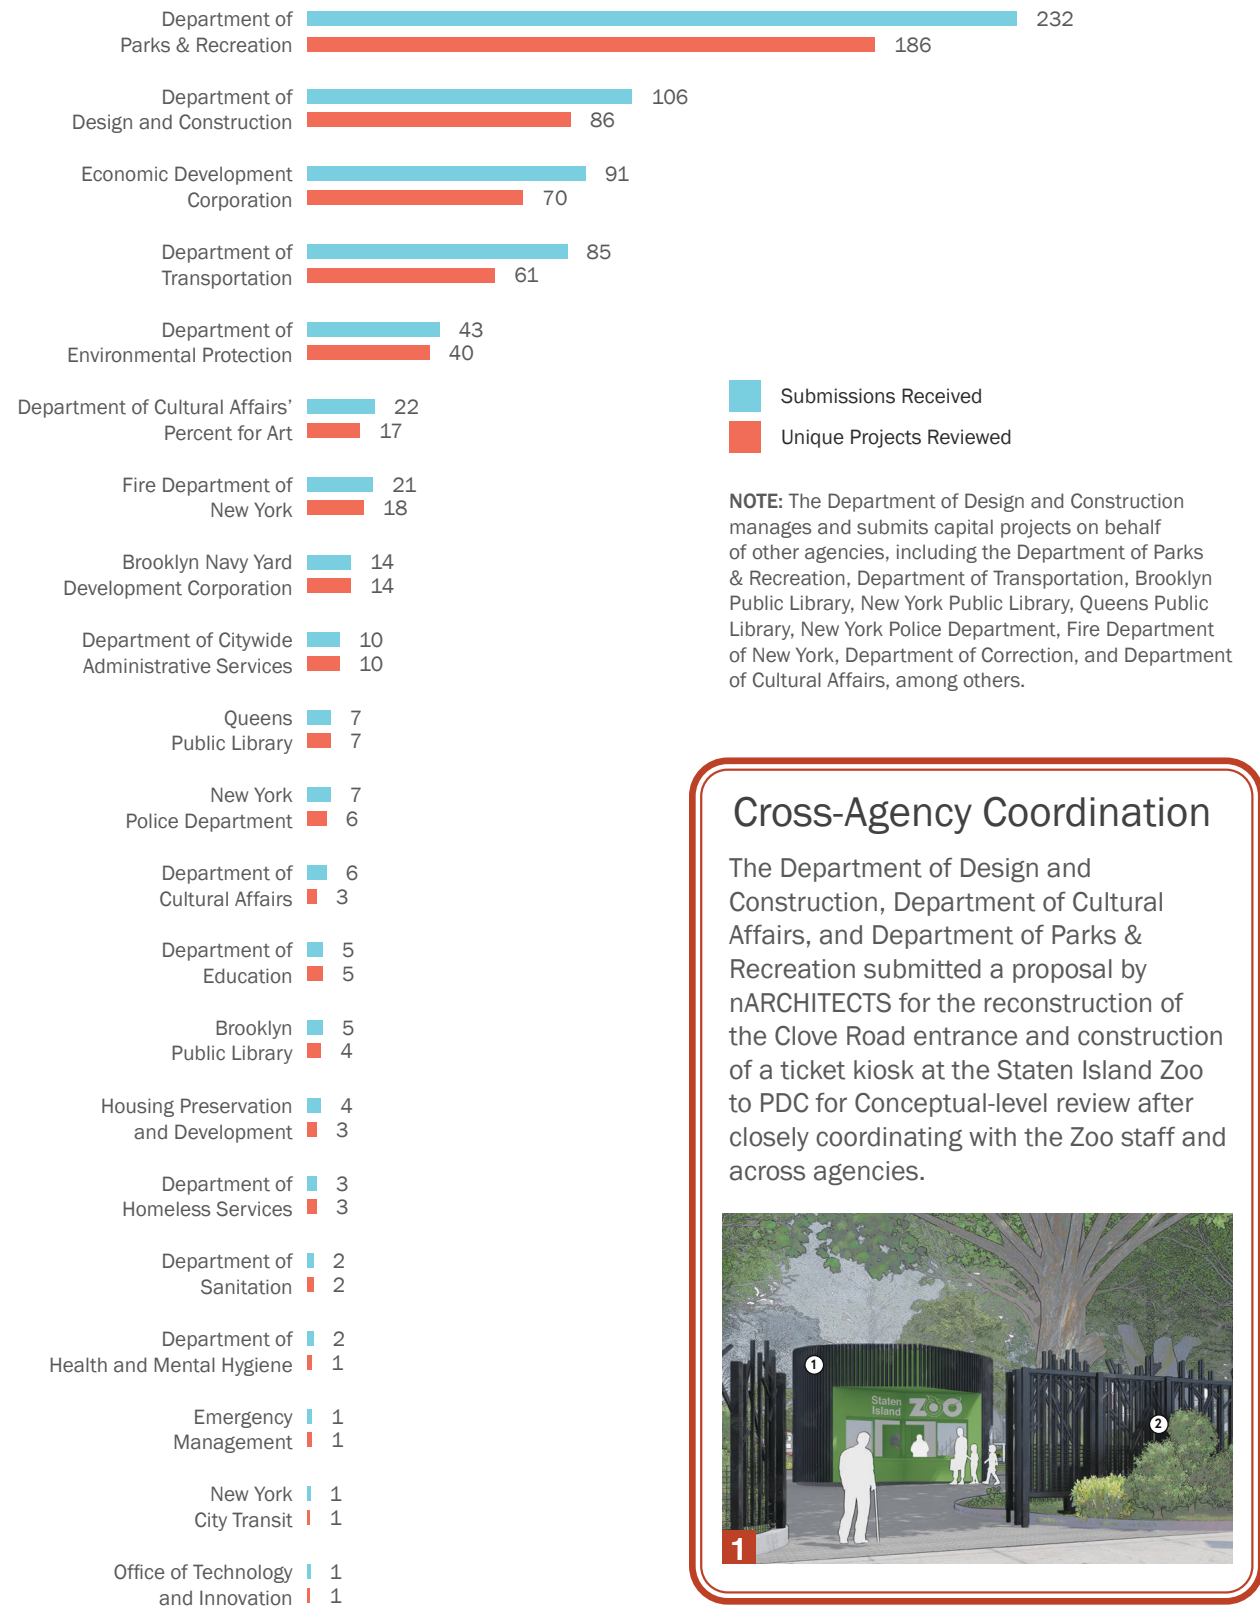 Department of
Parks & Recreation
232
186
Department of
Design and Construction
106
86
Economic Development
Corporation
91
70
Department of
Transportation
85
61
Department of
Environmental Protection
43
40
Department of Cultural Affairs’
Percent for Art
22
17
Fire Department of
New York
21
18
Brooklyn Navy Yard
Development Corporation
14
14
Department of Citywide
Administrative Services
10
10
Queens
Public Library
7
7
New York
Police Department
7
6
Department of
Cultural Affairs
6
3
Department of
Education
5
5
Brooklyn
Public Library
5
4
Housing Preservation
and Development
4
3
Department of
Homeless Services
3
3
Department of
Sanitation
2
2
Department of
Health and Mental Hygiene
2
1
Emergency
Management
1
1
New York
City Transit
1
1
Office of Technology
and Innovation
1
1
Submissions Received
Unique Projects Reviewed
NOTE: The Department of Design and Construction
manages and submits capital projects on behalf
of other agencies, including the Department of Parks
& Recreation, Department of Transportation, Brooklyn
Public Library, New York Public Library, Queens Public
Library, New York Police Department, Fire Department
of New York, Department of Correction, and Department
of Cultural Affairs, among others.
Cross-Agency Coordination
The Department of Design and
Construction, Department of Cultural
Affairs, and Department of Parks &
Recreation submitted a proposal by
nARCHITECTS for the reconstruction of
the Clove Road entrance and construction
of a ticket kiosk at the Staten Island Zoo
to PDC for Conceptual-level review after
closely coordinating with the Zoo staff and
across agencies.
1
Staten
Island
ZOO
2
1